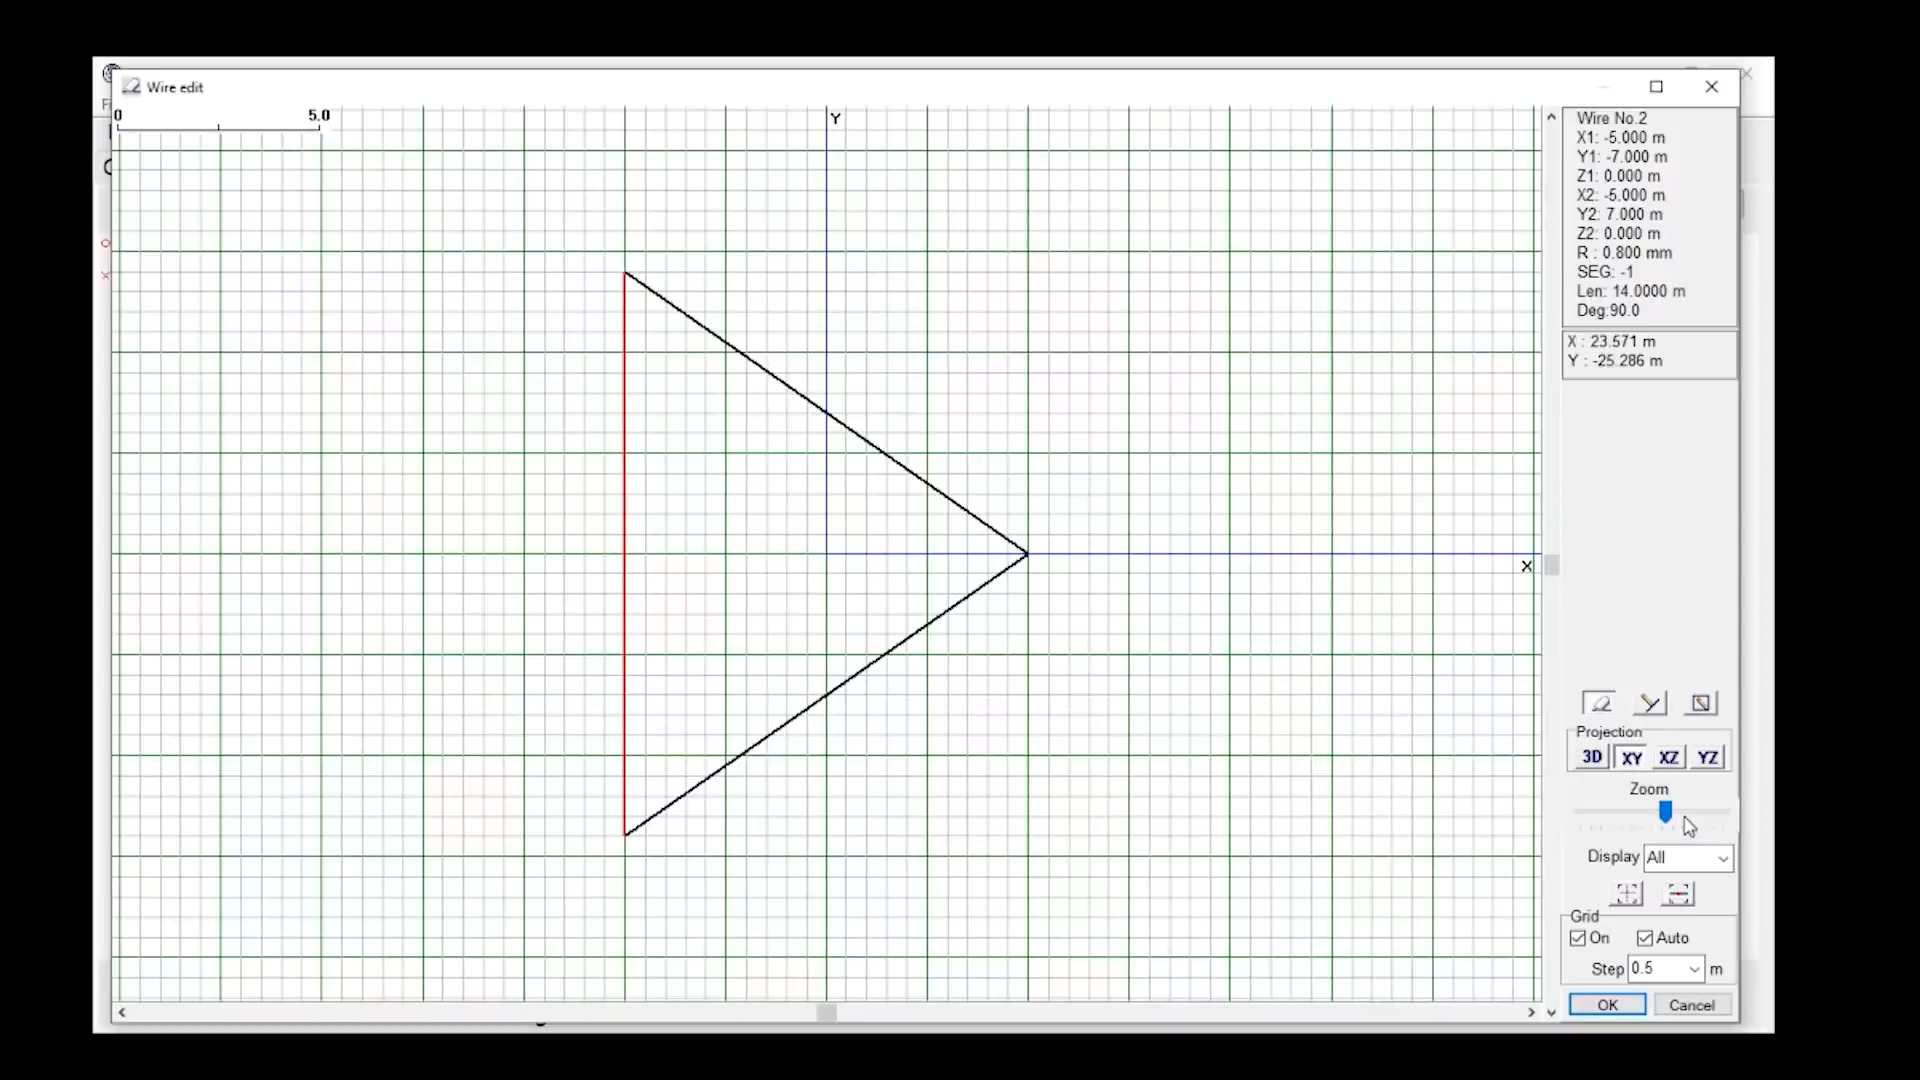 Wire edit
Fi
0 5.0
Y
X
Wire No.2
X1: -5.000 m
Y1: -7.000 m
Z1: 0.000 m
X2: -5.000 m
Y2: 7.000 m
Z2: 0.000 m
R : 0.800 mm
SEG: -1
Len: 14.0000 m
Deg:90.0
X : 23.571 m
Y : -25.286 m
Projection
3D XY XZ YZ
Zoom
Display All
Grid
On Auto
Step 0.5 m
OK Cancel